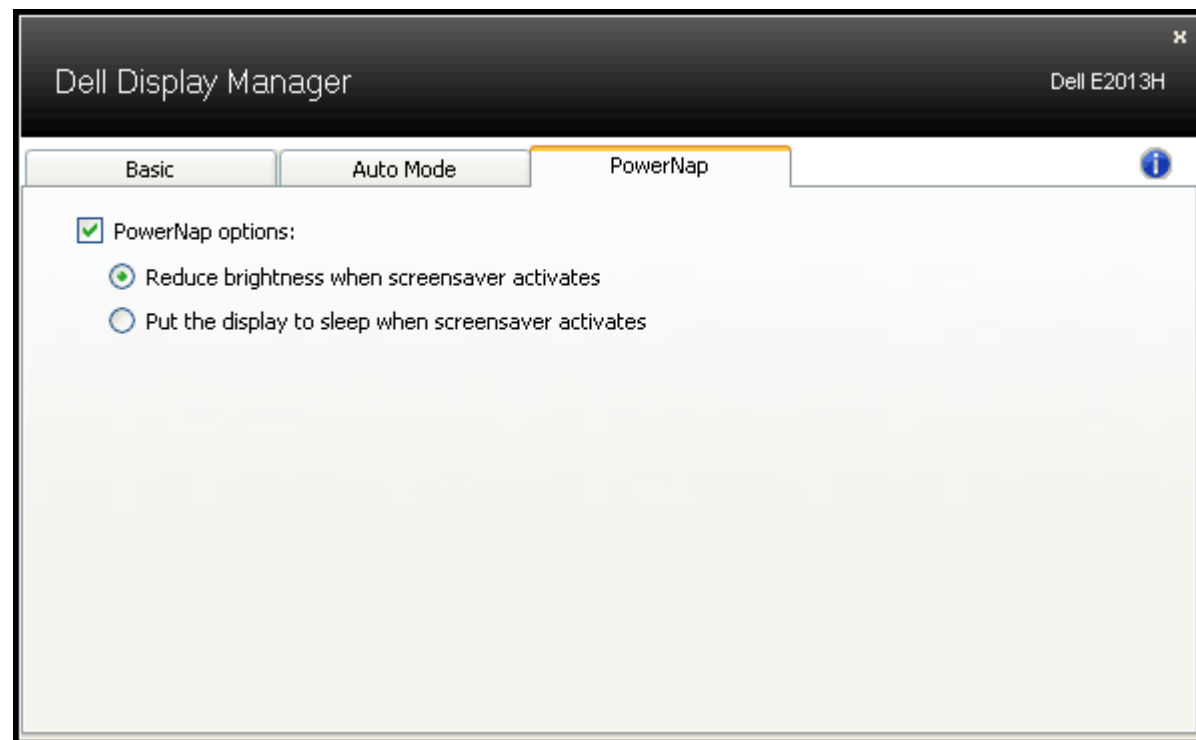 Dell Display Manager
Dell E2013H
Basic
Auto Mode
PowerNap
PowerNap options:
Reduce brightness when screensaver activates
Put the display to sleep when screensaver activates